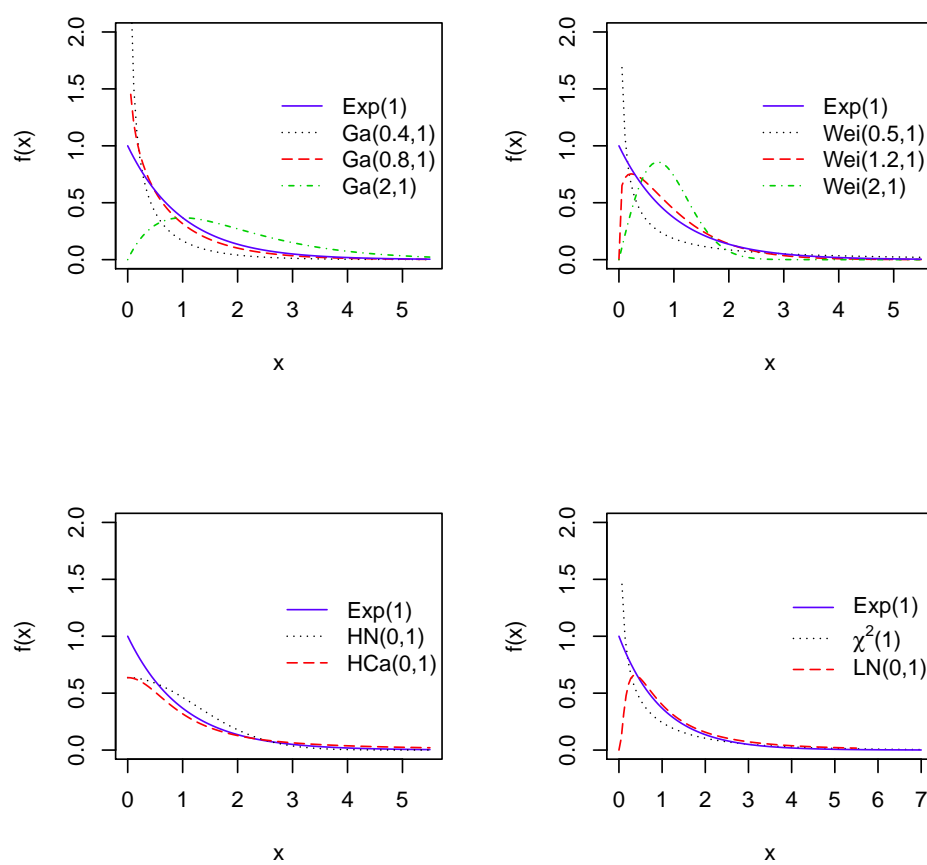 2.0
1.5
1.0
0.5
0.0
f(x)
Exp(1)
Ga(0.4,1)
Ga(0.8,1)
Ga(2,1)
0 1 2 3 4 5
x
2.0
1.5
1.0
0.5
0.0
f(x)
Exp(1)
Wei(0.5,1)
Wei(1.2,1)
Wei(2,1)
0 1 2 3 4 5
x
2.0
1.5
1.0
0.5
0.0
f(x)
Exp(1)
HN(0,1)
HCa(0,1)
0 1 2 3 4 5
x
2.0
1.5
1.0
0.5
0.0
f(x)
Exp(1)
χ²(1)
LN(0,1)
0 1 2 3 4 5 6 7
x